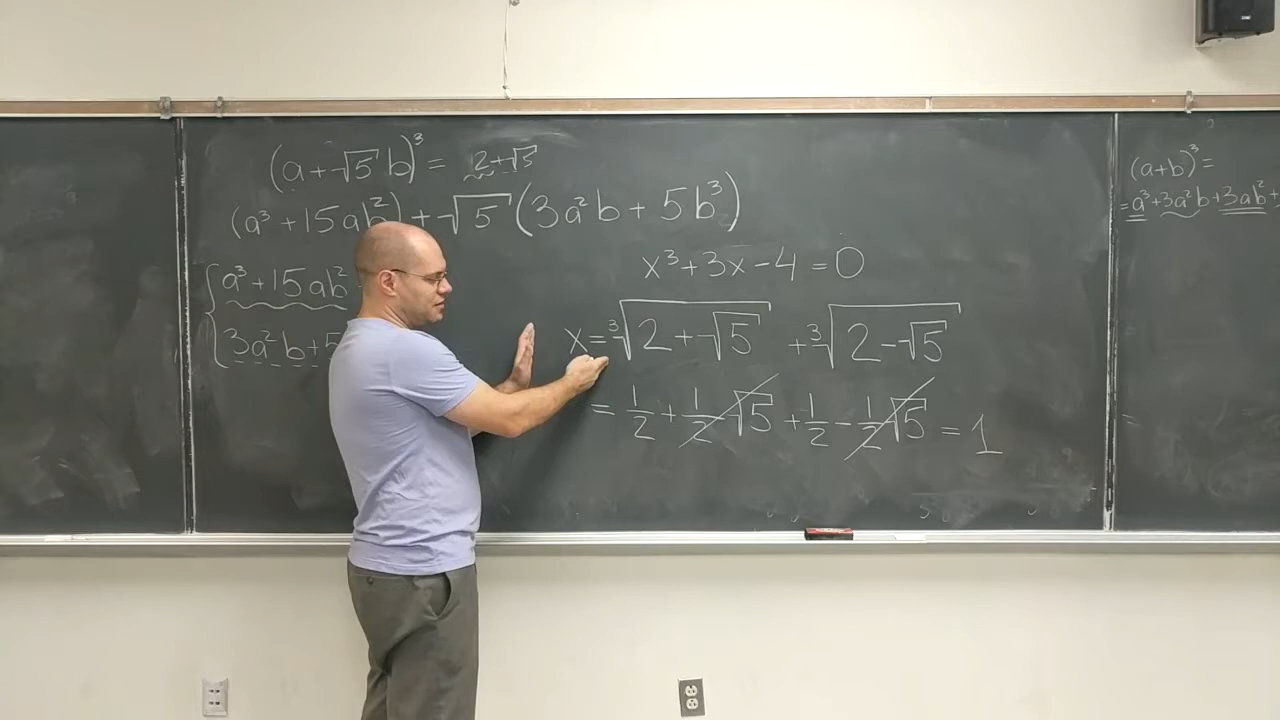 (a+√5 b)³ = 2+√5
(a³+15ab²)+√5(3a²b+5b³)
a³+15ab²
3a²b+5
x³+3x-4=0
x=³√(2+√5) +³√(2-√5)
= 1/2+1/2√5+1/2-1/2√5=1
(a+b)³=
=a³+3a²b+3ab²+